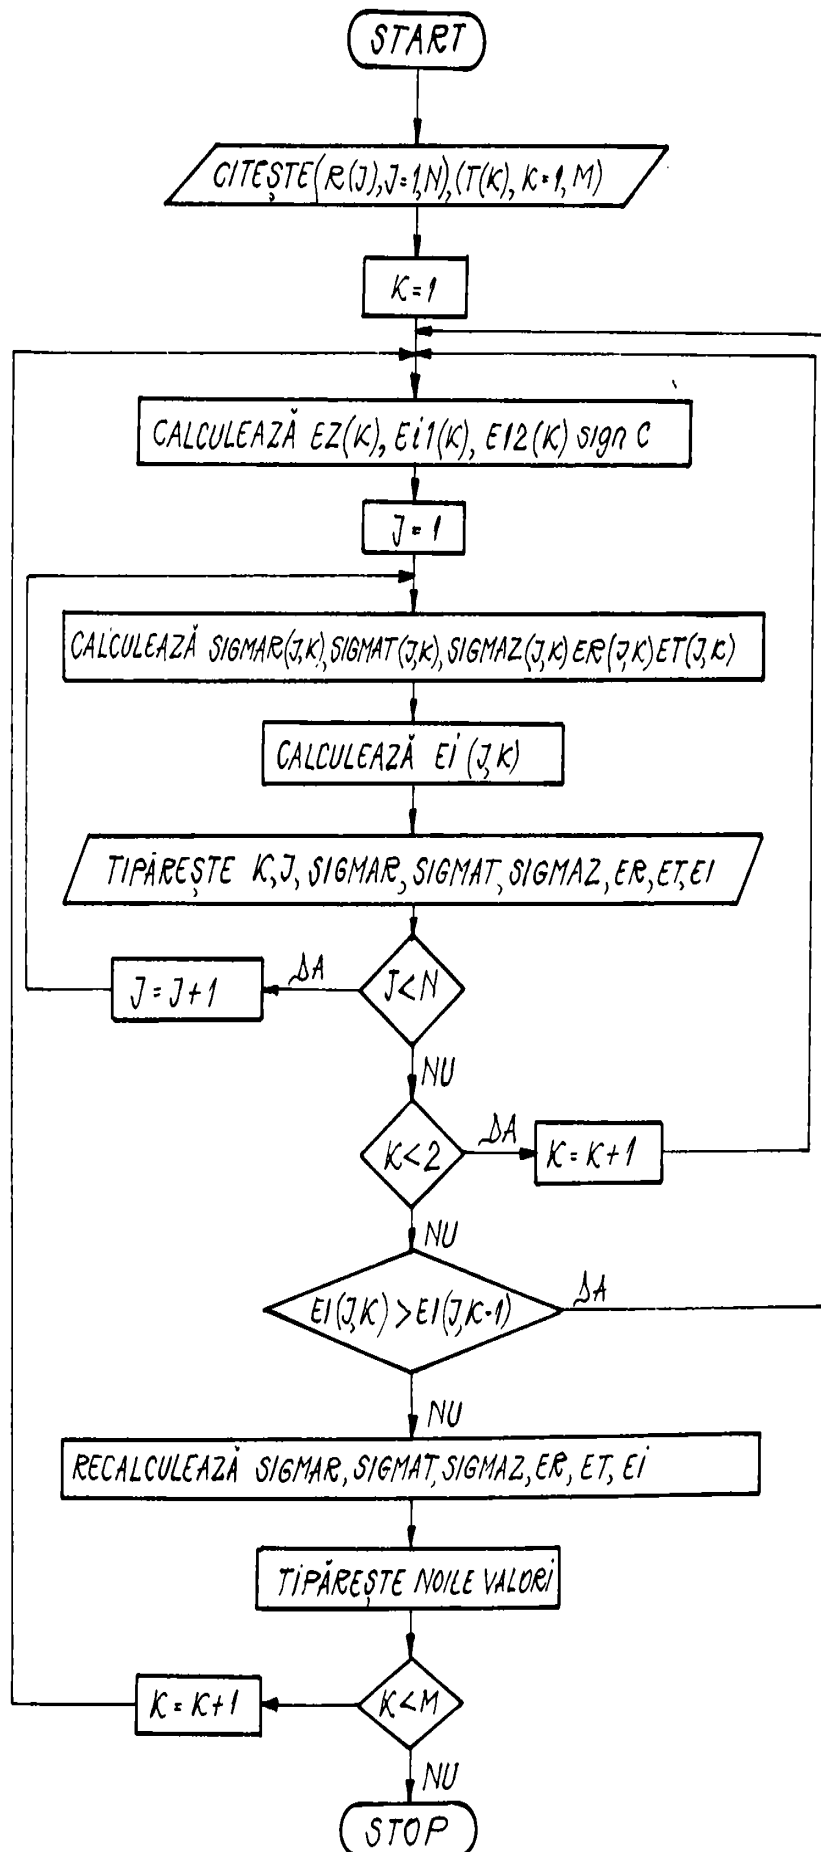 START
CITEȘTE(R(J),J=1,N),(T(K), K=1, M)
K=1
CALCULEAZĂ EZ(K), Ei1(K), EI2(K) sign C
J=1
CALCULEAZĂ SIGMAR(J,K),SIGMAT(J,K),SIGMAZ(J,K)ER(J,K)ET(J,K)
CALCULEAZĂ Ei (J,K)
TIPĂREȘTE K,J, SIGMAR, SIGMAT, SIGMAZ, ER, ET, EI
J<N
DA
J=J+1
NU
K<2
DA
K=K+1
NU
EI(J,K)>EI(J,K-1)
DA
NU
RECALCULEAZĂ SIGMAR, SIGMAT, SIGMAZ, ER, ET, Ei
TIPĂREȘTE NOILE VALORI
K<M
K=K+1
NU
STOP